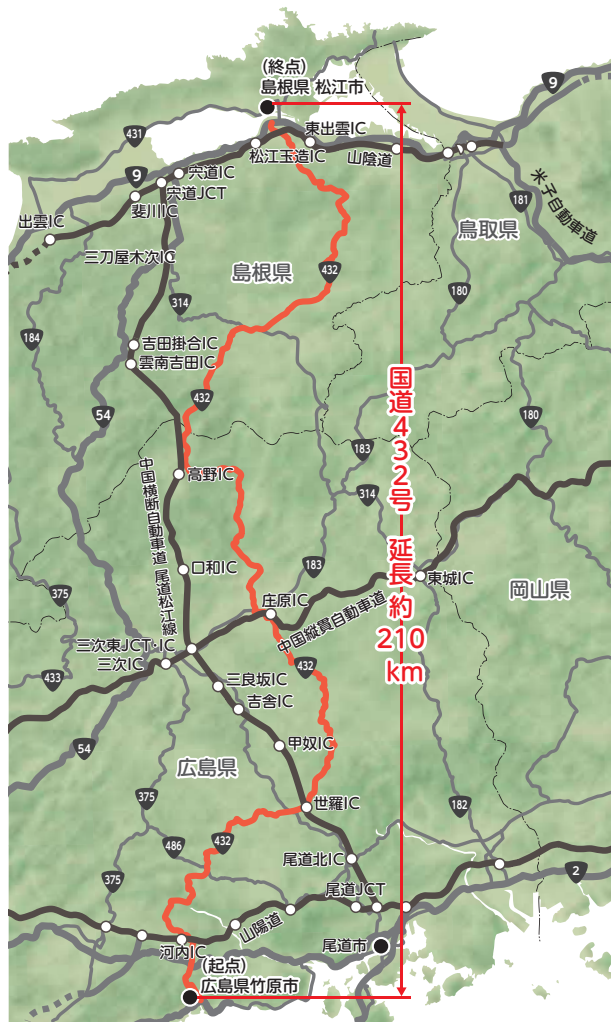 (終点)
島根県 松江市
9
431
東出雲IC
松江玉造IC
山陰道
宍道IC
9
宍道JCT
斐川IC
出雲IC
米子自動車道
181
鳥取県
三刀屋木次IC
島根県
432
180
314
184
吉田掛合IC
雲南吉田IC
国道432号 延長 約 210 km
432
54
180
183
高野IC
314
中国横断自動車道 尾道松江線
口和IC
183
東城IC
岡山県
375
庄原IC
中国縦貫自動車道
三次東JCT・IC
三次IC
432
433
三良坂IC
吉舎IC
54
甲奴IC
広島県
375
世羅IC
182
432
486
尾道北IC
375
尾道JCT
2
山陽道
河内IC
尾道市
(起点)
広島県竹原市